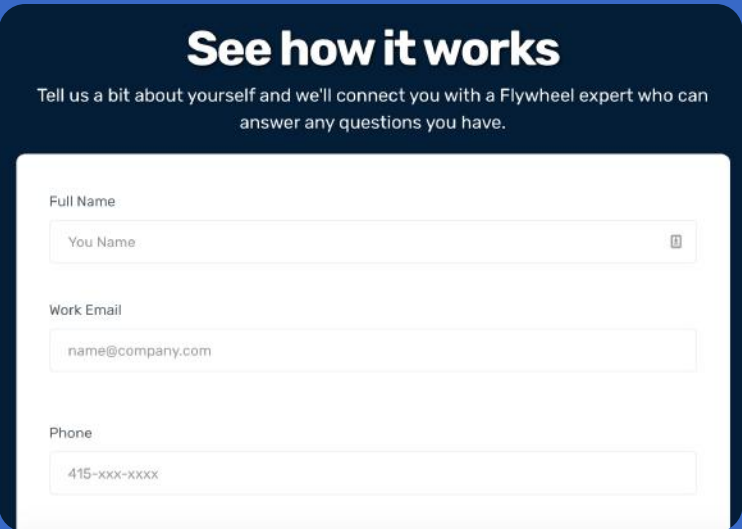 See how it works
Tell us a bit about yourself and we'll connect you with a Flywheel expert who can
answer any questions you have.
Full Name
You Name
Work Email
name@company.com
Phone
415-xxx-xxxx